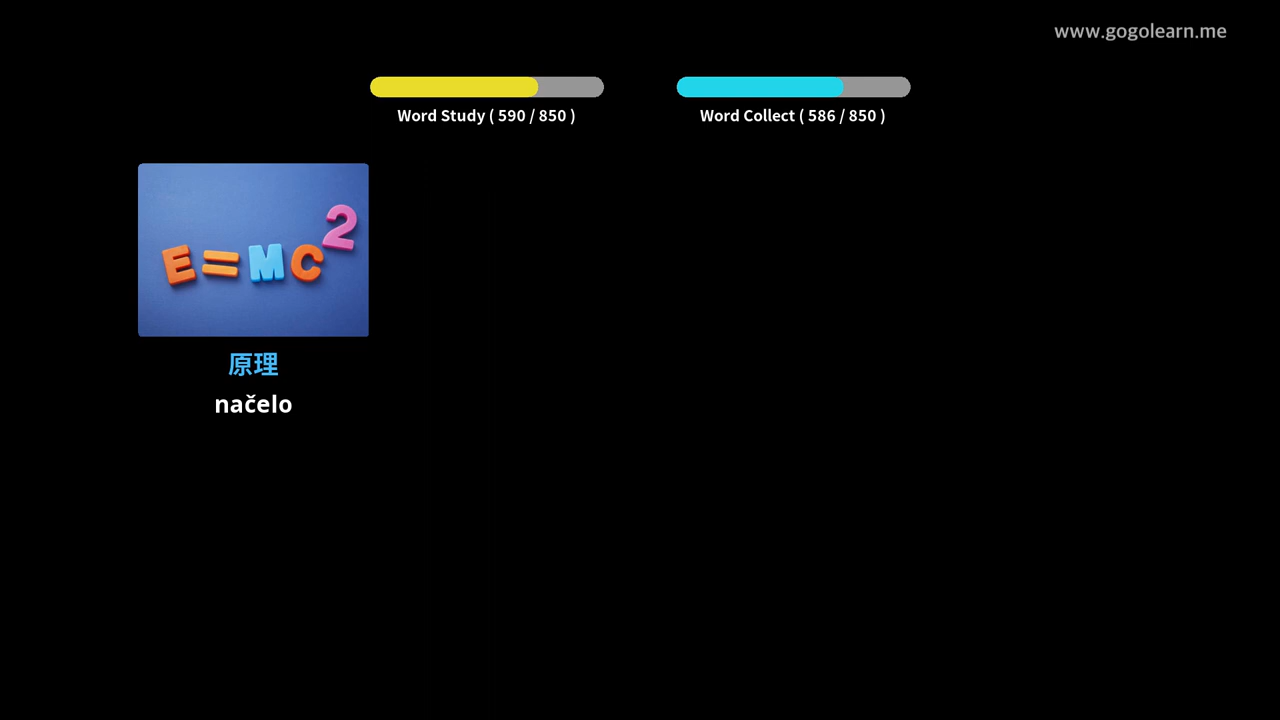 www.gogolearn.me
Word Study ( 590 / 850 )
Word Collect ( 586 / 850 )
E=MC²
原理
načelo